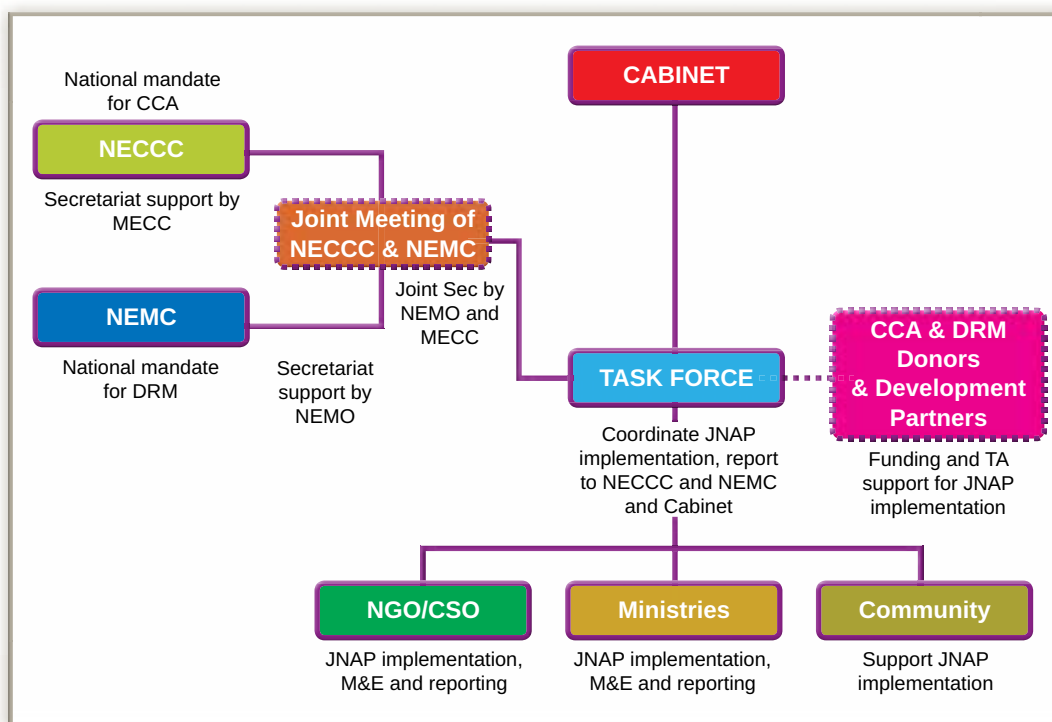 CABINET
National mandate
for CCA
NECCC
Secretariat support by
MECC
Joint Meeting of
NECCC & NEMC
Joint Sec by
NEMO and
MECC
NEMC
National mandate
for DRM
Secretariat
support by
NEMO
TASK FORCE
Coordinate JNAP
implementation, report
to NECCC and NEMC
and Cabinet
CCA & DRM
Donors
& Development
Partners
Funding and TA
support for JNAP
implementation
NGO/CSO
JNAP implementation,
M&E and reporting
Ministries
JNAP implementation,
M&E and reporting
Community
Support JNAP
implementation